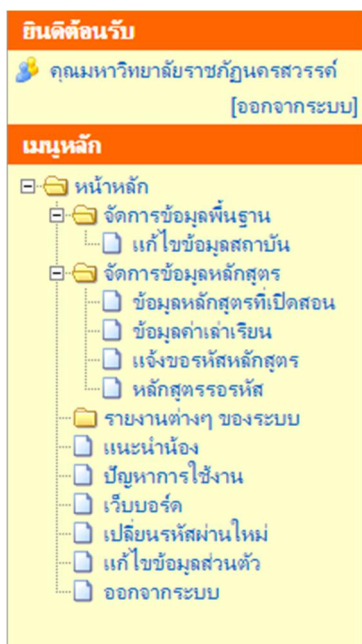 ยินดีต้อนรับ
คุณมหาวิทยาลัยราชภัฏนครสวรรค์
[ออกจากระบบ]
เมนูหลัก
หน้าหลัก
จัดการข้อมูลพื้นฐาน
แก้ไขข้อมูลสถาบัน
จัดการข้อมูลหลักสูตร
ข้อมูลหลักสูตรที่เปิดสอน
ข้อมูลค่าเล่าเรียน
แจ้งขอรหัสหลักสูตร
หลักสูตรรอรหัส
รายงานต่างๆ ของระบบ
แนะนำน้อง
ปัญหาการใช้งาน
เว็บบอร์ด
เปลี่ยนรหัสผ่านใหม่
แก้ไขข้อมูลส่วนตัว
ออกจากระบบ